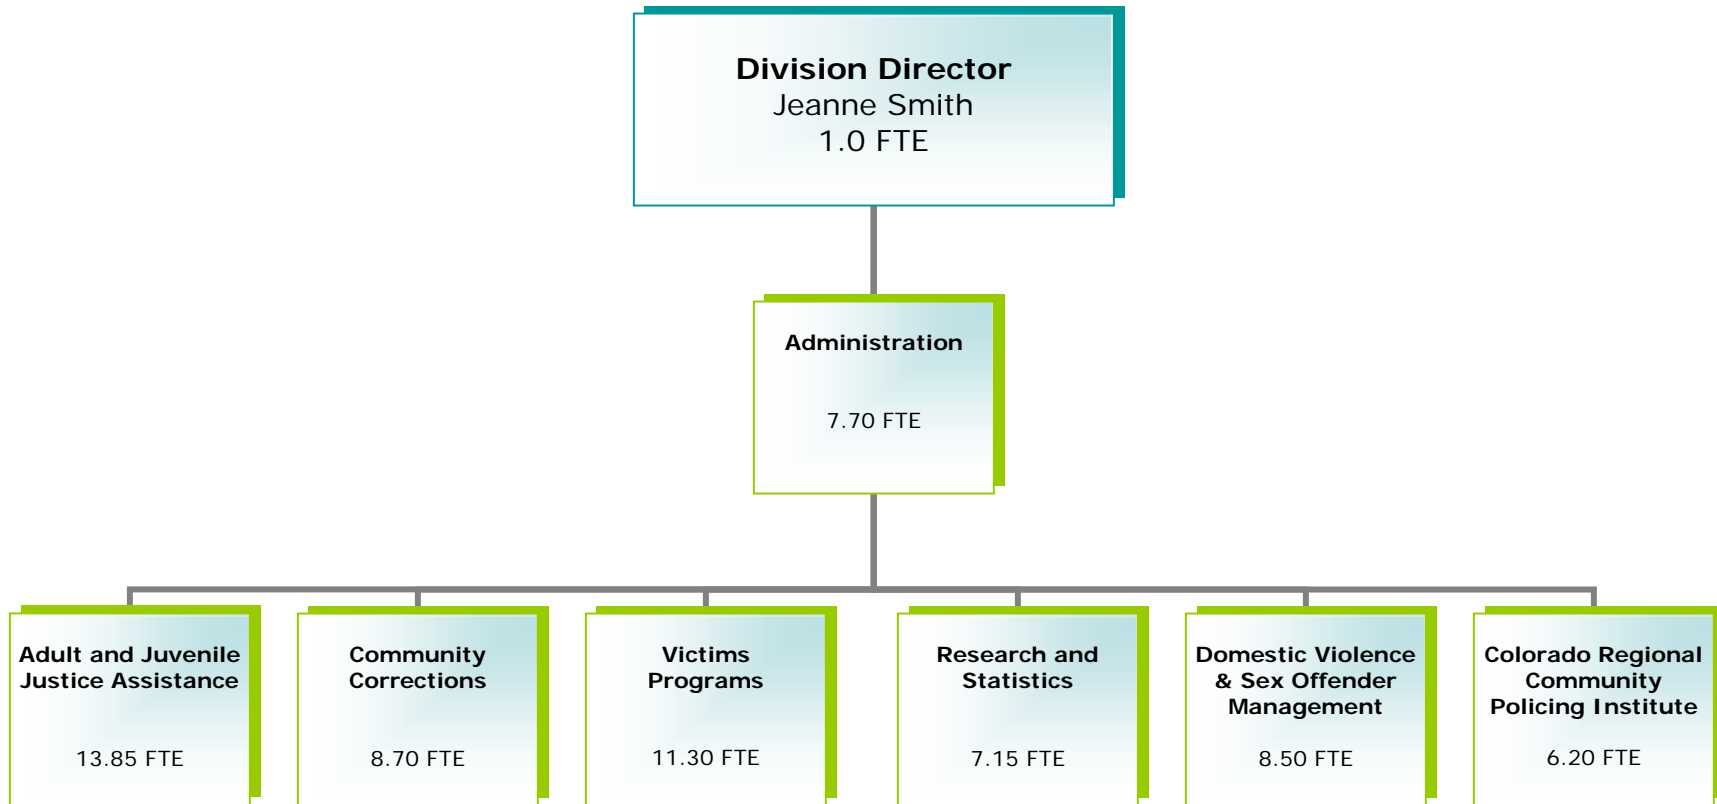 Division Director
Jeanne Smith
1.0 FTE
Administration
7.70 FTE
Adult and Juvenile
Justice Assistance
13.85 FTE
Community
Corrections
8.70 FTE
Victims
Programs
11.30 FTE
Research and
Statistics
7.15 FTE
Domestic Violence
& Sex Offender
Management
8.50 FTE
Colorado Regional
Community
Policing Institute
6.20 FTE